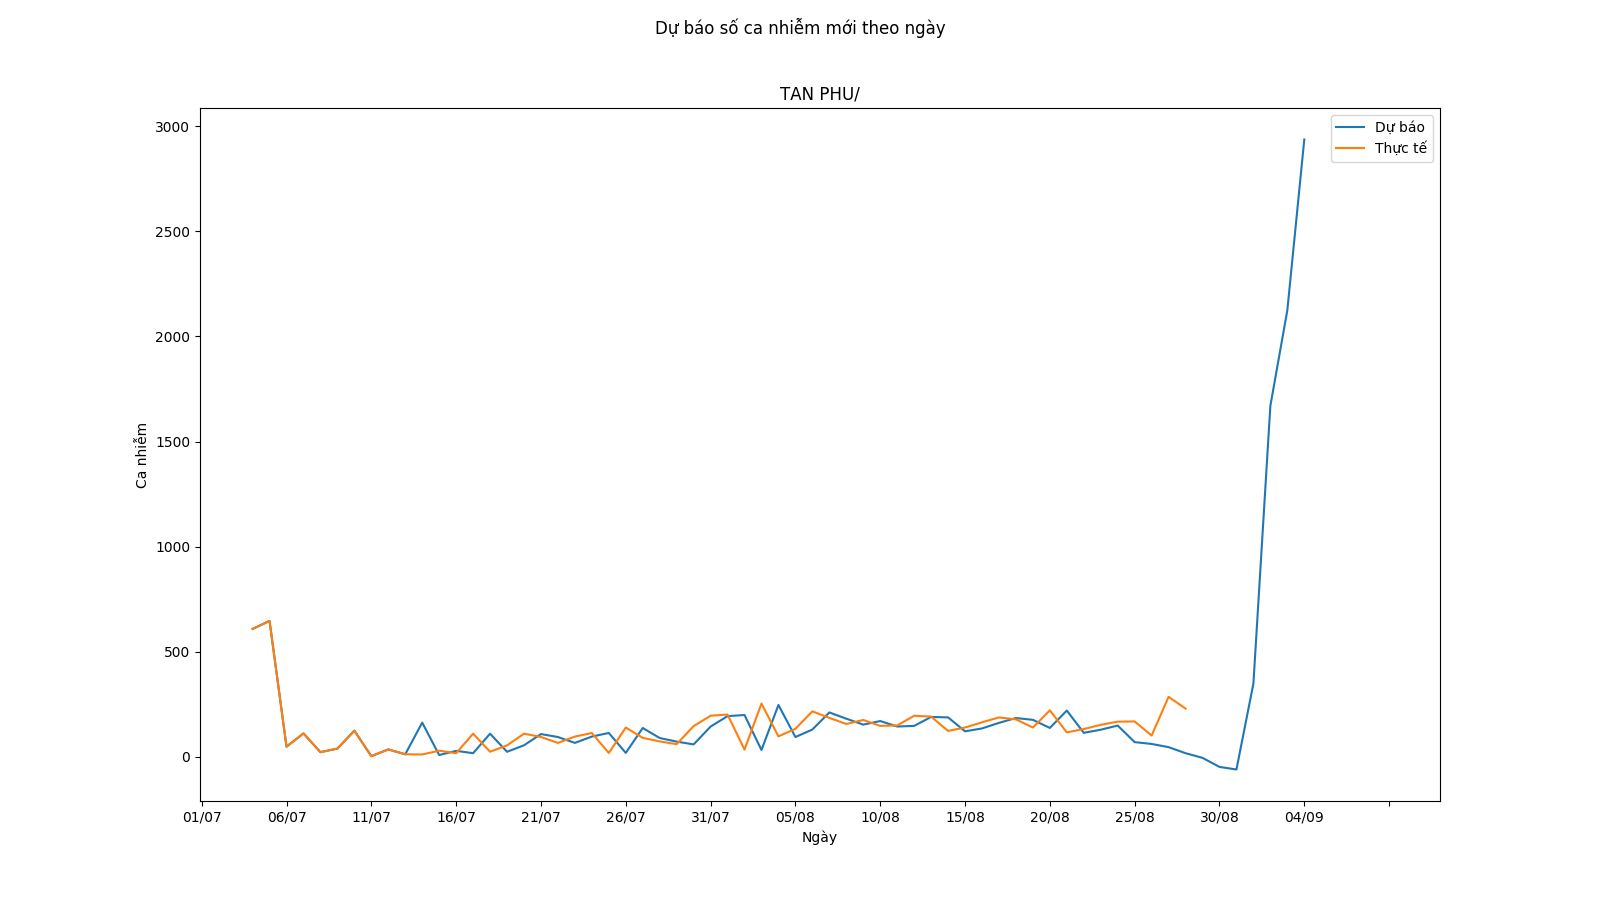 Dự báo số ca nhiễm mới theo ngày
TAN PHU/
Dự báo
Thực tế
3000
2500
2000
1500
1000
500
0
Ca nhiễm
01/07 06/07 11/07 16/07 21/07 26/07 31/07 05/08 10/08 15/08 20/08 25/08 30/08 04/09
Ngày